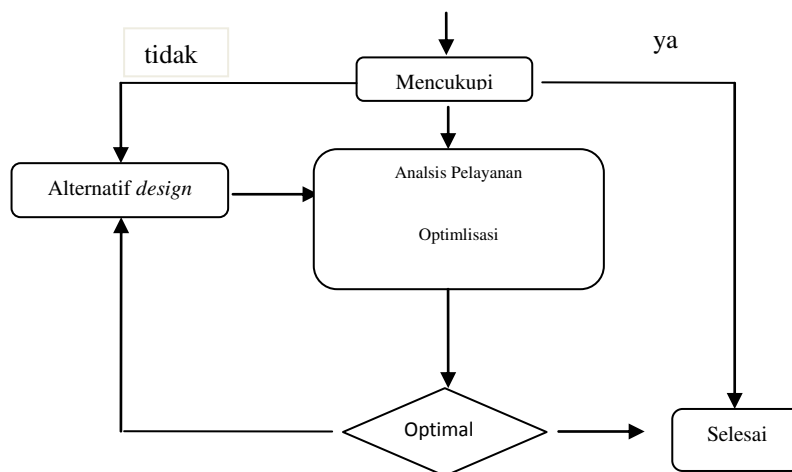 tidak
ya
Mencukupi
Alternatif design
Analsis Pelayanan
Optimlisasi
Optimal
Selesai